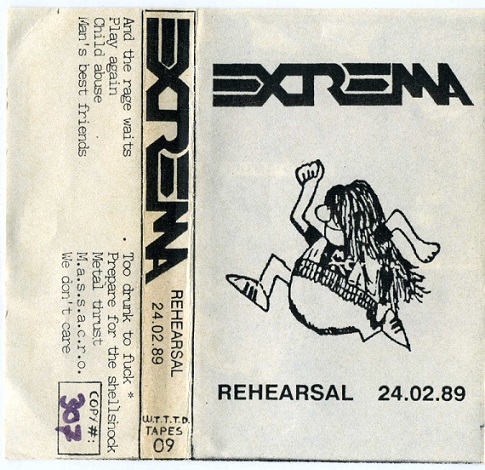 And the rage waits
Play again
Child abuse
Man's best friends
Too drunk to fuck *
Prepare for the shellshock
Metal thrust
M.a.s.s.a.c.r.o.
We don't care
COPY #:
307
EXTREMA
REHEARSAL
24.02.89
W.T.T.T.D.
TAPES
09
EXTREMA
REHEARSAL 24.02.89